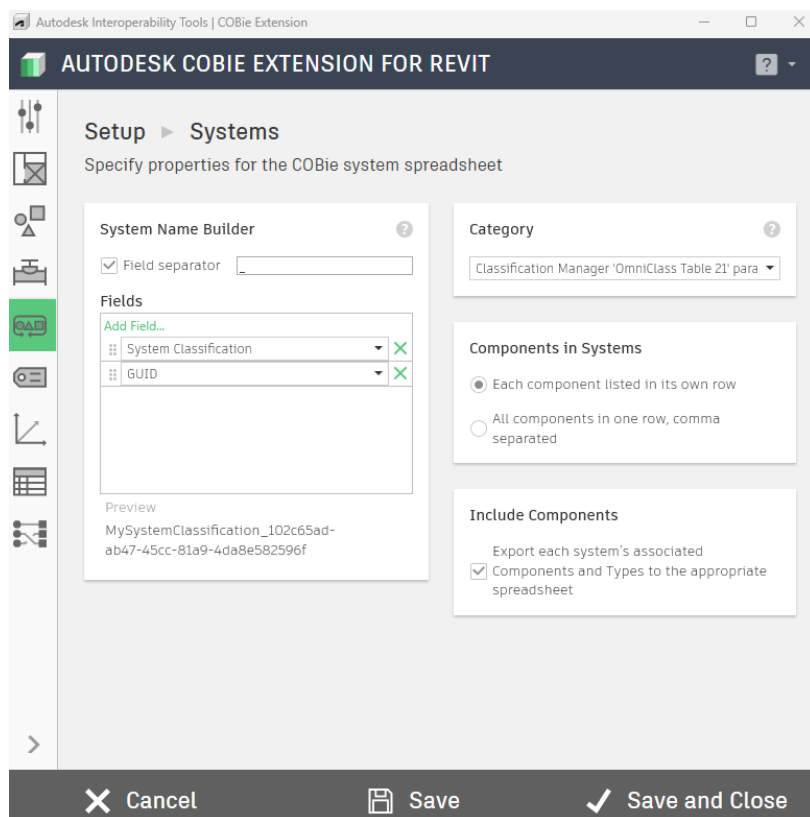 Autodesk Interoperability Tools | COBie Extension
AUTODESK COBIE EXTENSION FOR REVIT
?
Setup ▶ Systems
Specify properties for the COBie system spreadsheet
System Name Builder
?
Field separator
_
Fields
Add Field...
System Classification
GUID
Preview
MySystemClassification_102c65ad-
ab47-45cc-81a9-4da8e582596f
Category
?
Classification Manager 'OmniClass Table 21' para
Components in Systems
Each component listed in its own row
All components in one row, comma
separated
Include Components
Export each system's associated
Components and Types to the appropriate
spreadsheet
Cancel
Save
Save and Close